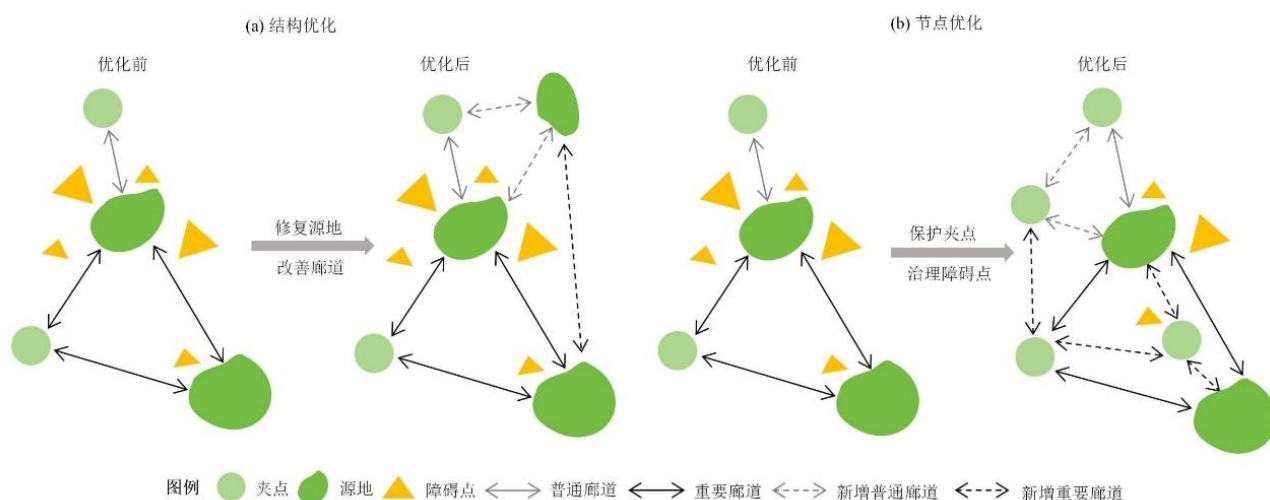 (a) 结构优化
优化前
优化后
修复源地
改善廊道
(b) 节点优化
优化前
优化后
保护夹点
治理障碍点
图例 夹点 源地 障碍点 普通廊道 重要廊道 新增普通廊道 新增重要廊道